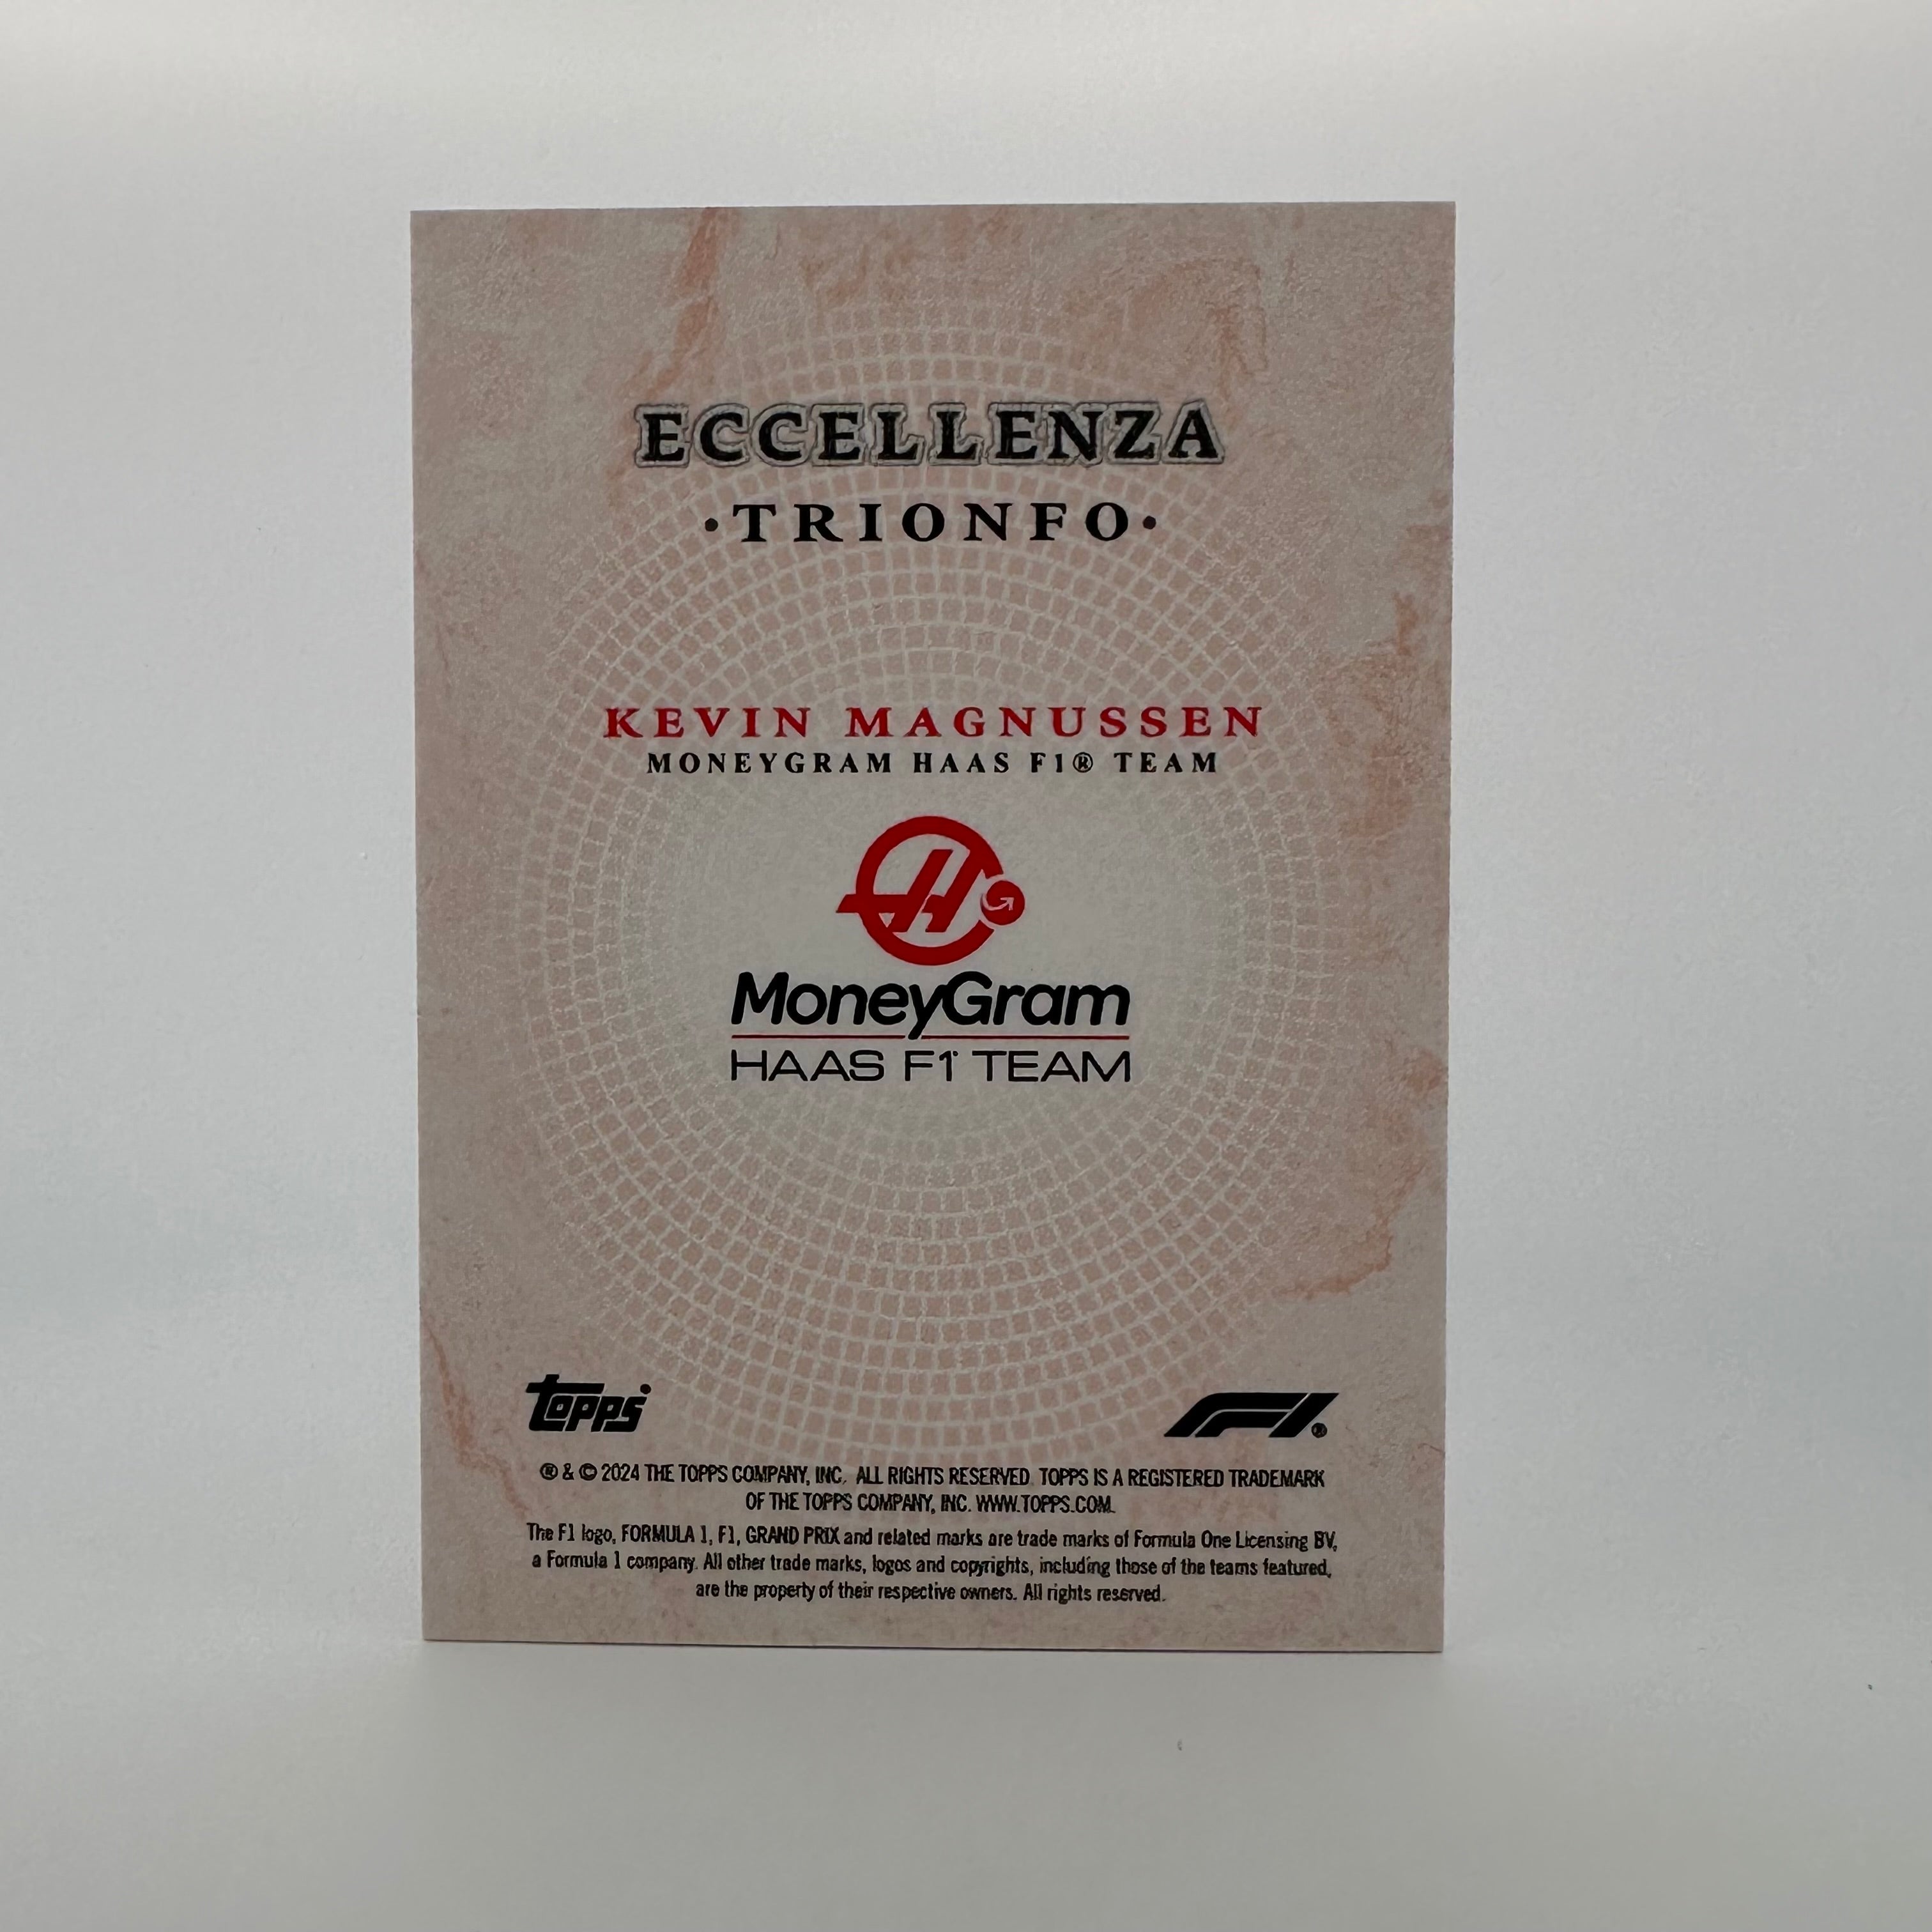 ECCELLENZA
·TRIONFO·
KEVIN MAGNUSSEN
MONEYGRAM HAAS F1® TEAM
MoneyGram
HAAS F1 TEAM
topps
F1®
® & © 2024 THE TOPPS COMPANY, INC. ALL RIGHTS RESERVED. TOPPS IS A REGISTERED TRADEMARK
OF THE TOPPS COMPANY, INC. WWW.TOPPS.COM.
The F1 logo, FORMULA 1, F1, GRAND PRIX and related marks are trade marks of Formula One Licensing BV,
a Formula 1 company. All other trade marks, logos and copyrights, including those of the teams featured,
are the property of their respective owners. All rights reserved.